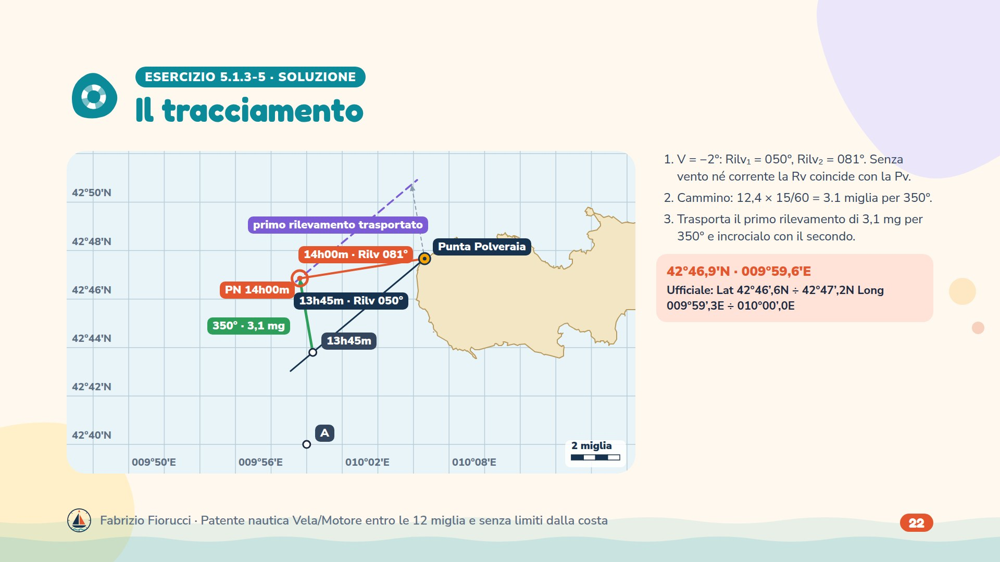 ESERCIZIO 5.1.3-5 · SOLUZIONE
Il tracciamento
42°50'N
42°48'N
42°46'N
42°44'N
42°42'N
42°40'N
009°50'E
009°56'E
010°02'E
010°08'E
primo rilevamento trasportato
Punta Polveraia
14h00m · Rilv 081°
PN 14h00m
13h45m · Rilv 050°
350° · 3,1 mg
13h45m
A
2 miglia
1. V = −2°: Rilv₁ = 050°, Rilv₂ = 081°. Senza
vento né corrente la Rv coincide con la Pv.
2. Cammino: 12,4 × 15/60 = 3.1 miglia per 350°.
3. Trasporta il primo rilevamento di 3,1 mg per
350° e incrocialo con il secondo.
42°46,9'N · 009°59,6'E
Ufficiale: Lat 42°46’,6N ÷ 42°47’,2N Long
009°59’,3E ÷ 010°00’,0E
Fabrizio Fiorucci · Patente nautica Vela/Motore entro le 12 miglia e senza limiti dalla costa
22